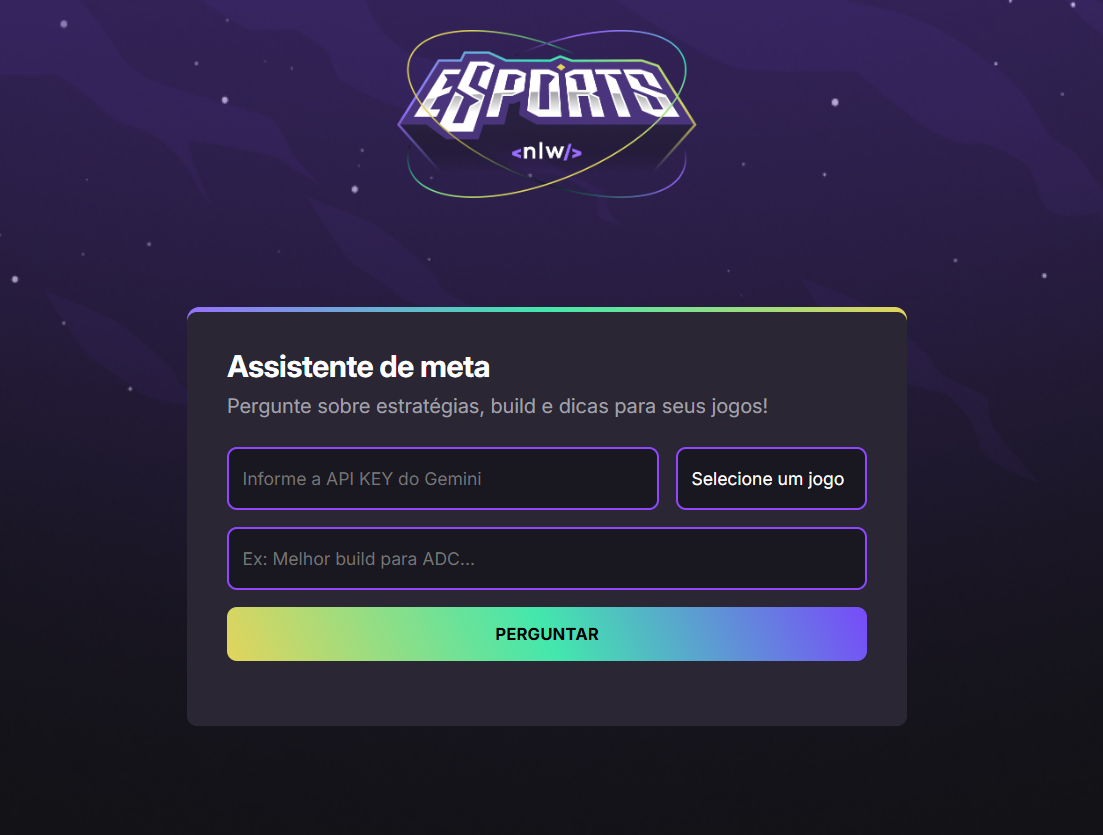 ESPORTS
<nlw/>
Assistente de meta
Pergunte sobre estratégias, build e dicas para seus jogos!
Informe a API KEY do Gemini
Selecione um jogo
Ex: Melhor build para ADC...
PERGUNTAR